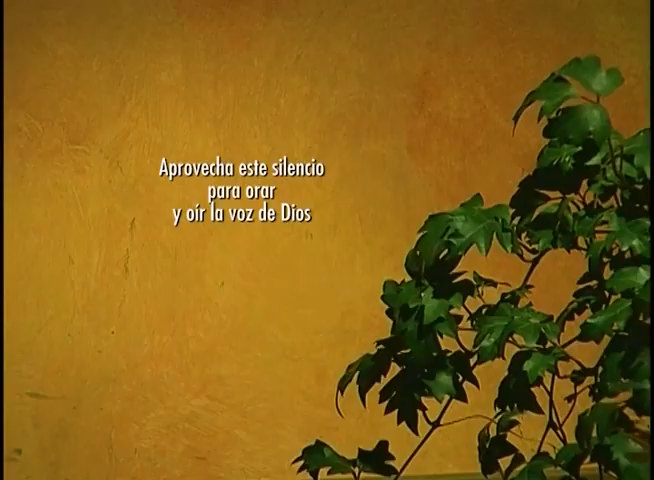 Aprovecha este silencio
para orar
y oír la voz de Dios